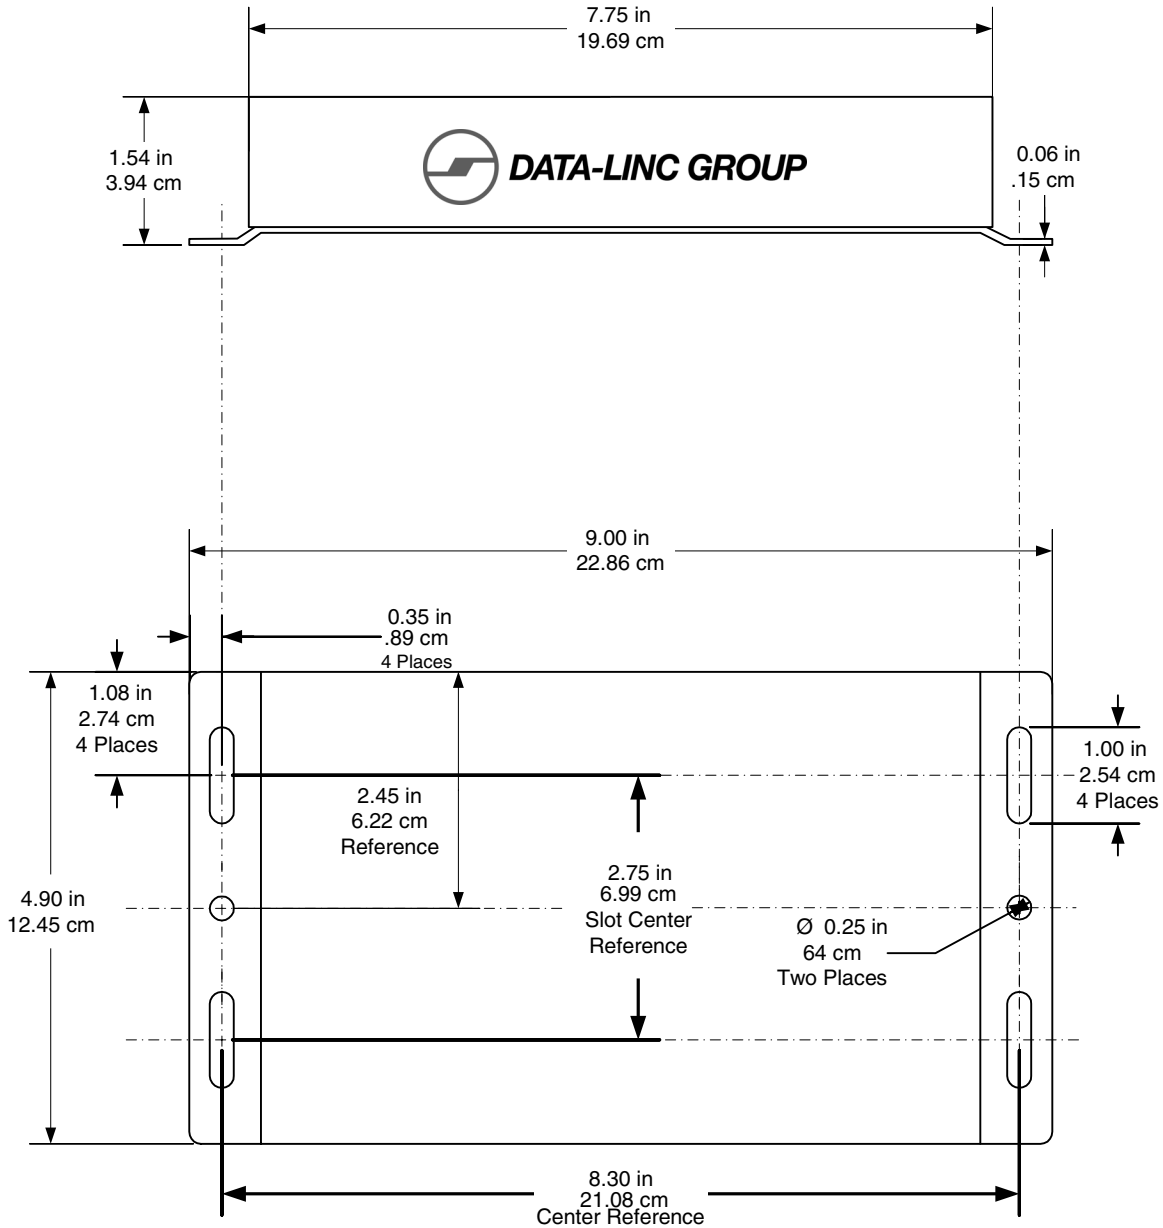 7.75 in
19.69 cm
1.54 in
3.94 cm
DATA-LINC GROUP
0.06 in
.15 cm
9.00 in
22.86 cm
0.35 in
.89 cm
4 Places
1.08 in
2.74 cm
4 Places
1.00 in
2.54 cm
4 Places
2.45 in
6.22 cm
Reference
2.75 in
6.99 cm
Slot Center
Reference
4.90 in
12.45 cm
Ø 0.25 in
64 cm
Two Places
8.30 in
21.08 cm
Center Reference